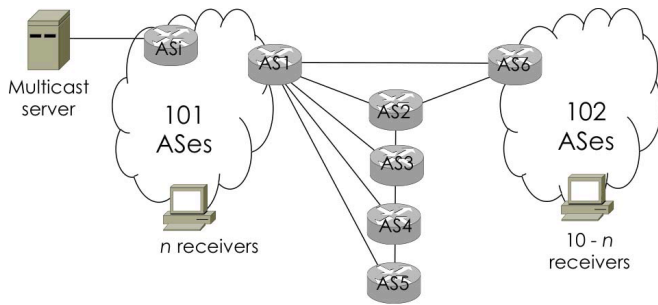 ASi
AS1
AS6
Multicast
server
101
ASes
AS2
102
ASes
AS3
AS4
n receivers
10 - n
receivers
AS5